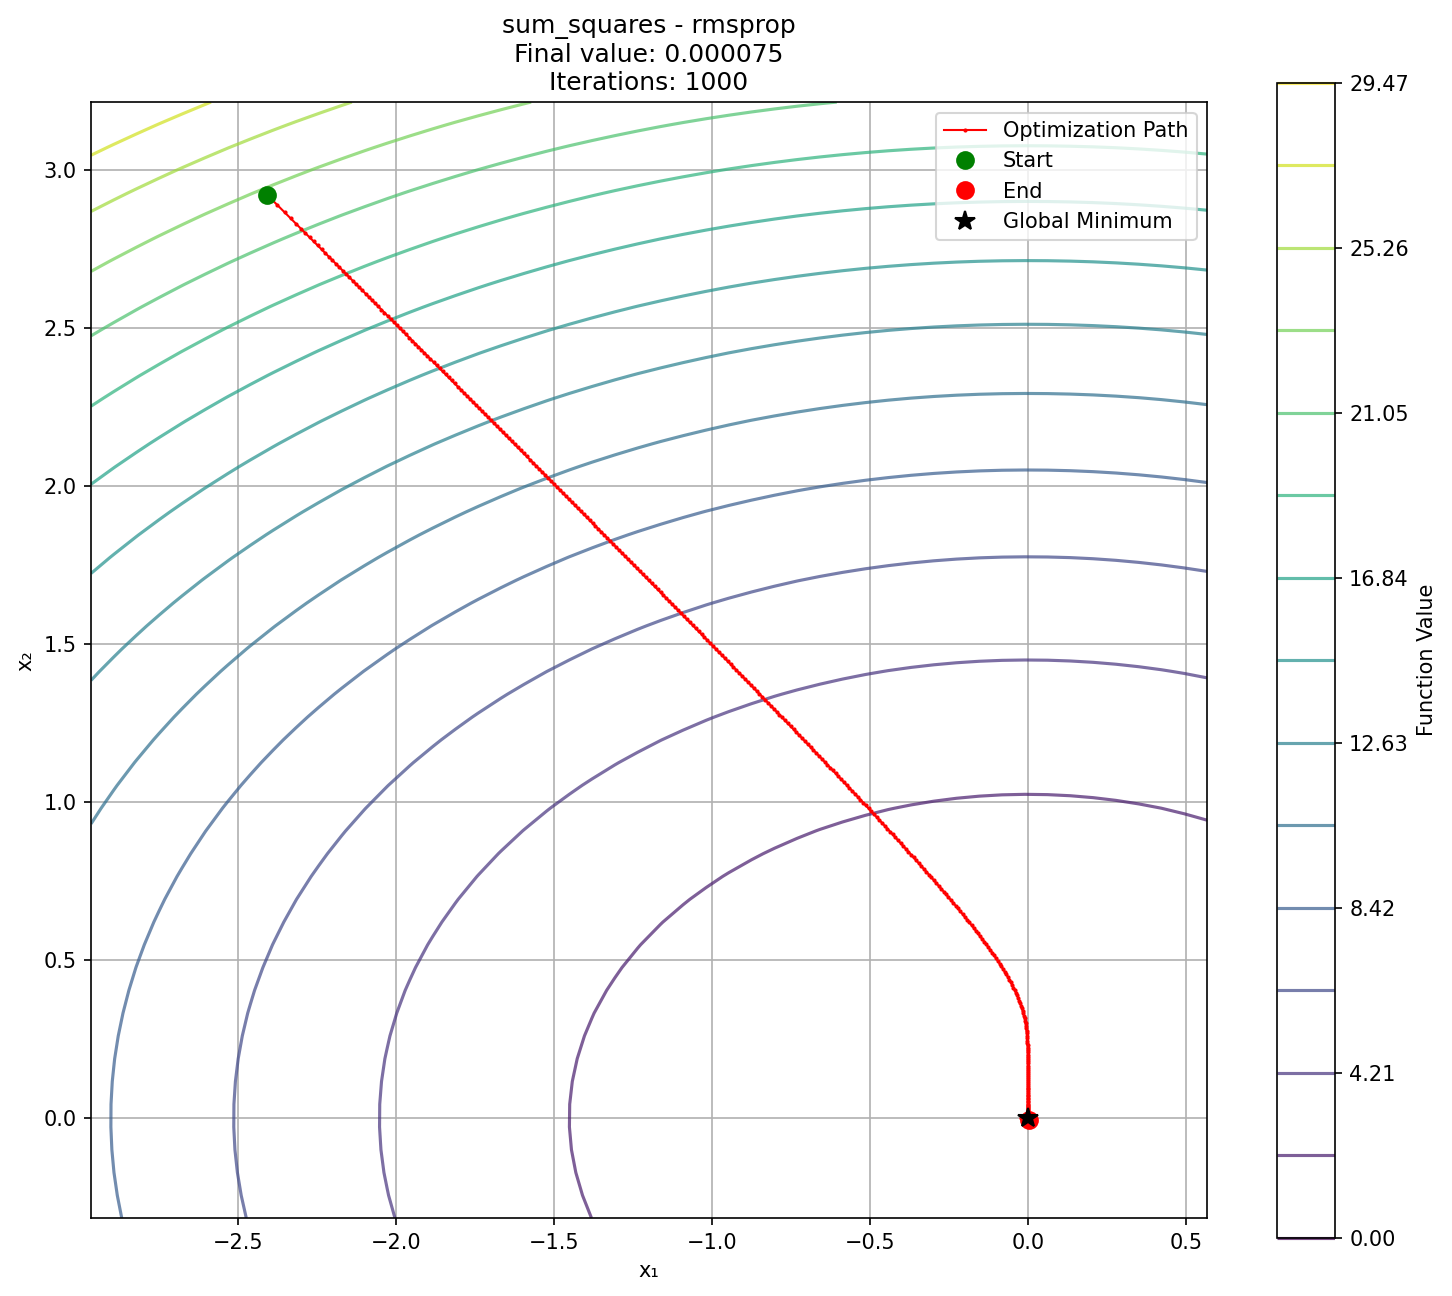 sum_squares - rmsprop
Final value: 0.000075
Iterations: 1000
Optimization Path
Start
End
Global Minimum
3.0
2.5
2.0
1.5
1.0
0.5
0.0
x₂
−2.5
−2.0
−1.5
−1.0
−0.5
0.0
0.5
x₁
29.47
25.26
21.05
16.84
12.63
8.42
4.21
0.00
Function Value